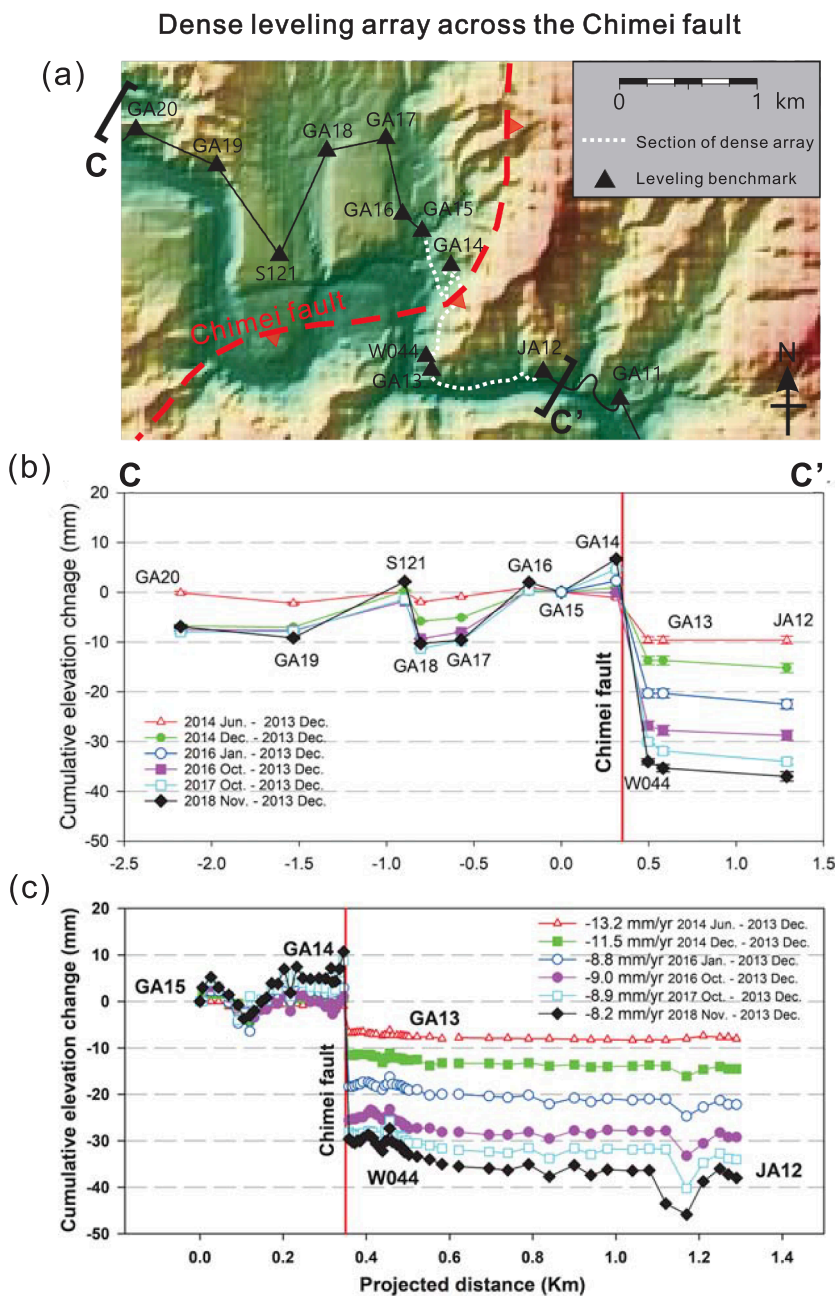 Dense leveling array across the Chimei fault
(a)
GA20
C
GA19
GA18
GA17
GA16
GA15
GA14
S121
Chimei fault
W044
GA13
JA12
GA11
C'
N
0 1 km
Section of dense array
Leveling benchmark
(b)
C C'
Cumulative elevation chnage (mm)
20
10
0
-10
-20
-30
-40
-50
GA20
GA19
S121
GA18
GA17
GA16
GA15
GA14
Chimei fault
W044
GA13
JA12
2014 Jun. - 2013 Dec.
2014 Dec. - 2013 Dec.
2016 Jan. - 2013 Dec.
2016 Oct. - 2013 Dec.
2017 Oct. - 2013 Dec.
2018 Nov. - 2013 Dec.
-2.5 -2.0 -1.5 -1.0 -0.5 0.0 0.5 1.0 1.5
(c)
Cumulative elevation change (mm)
20
10
0
-10
-20
-30
-40
-50
GA15
GA14
Chimei fault
GA13
W044
JA12
-13.2 mm/yr 2014 Jun. - 2013 Dec.
-11.5 mm/yr 2014 Dec. - 2013 Dec.
-8.8 mm/yr 2016 Jan. - 2013 Dec.
-9.0 mm/yr 2016 Oct. - 2013 Dec.
-8.9 mm/yr 2017 Oct. - 2013 Dec.
-8.2 mm/yr 2018 Nov. - 2013 Dec.
0.0 0.2 0.4 0.6 0.8 1.0 1.2 1.4
Projected distance (Km)